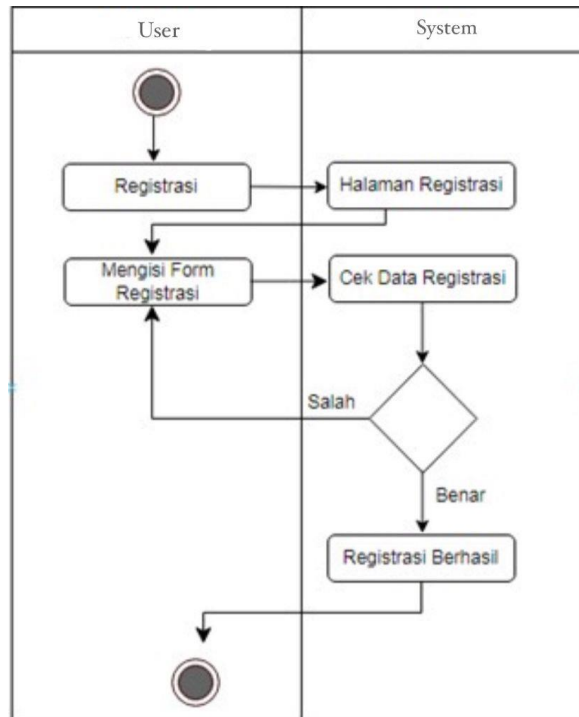 User
System
Registrasi
Halaman Registrasi
Mengisi Form
Registrasi
Cek Data Registrasi
Salah
Benar
Registrasi Berhasil